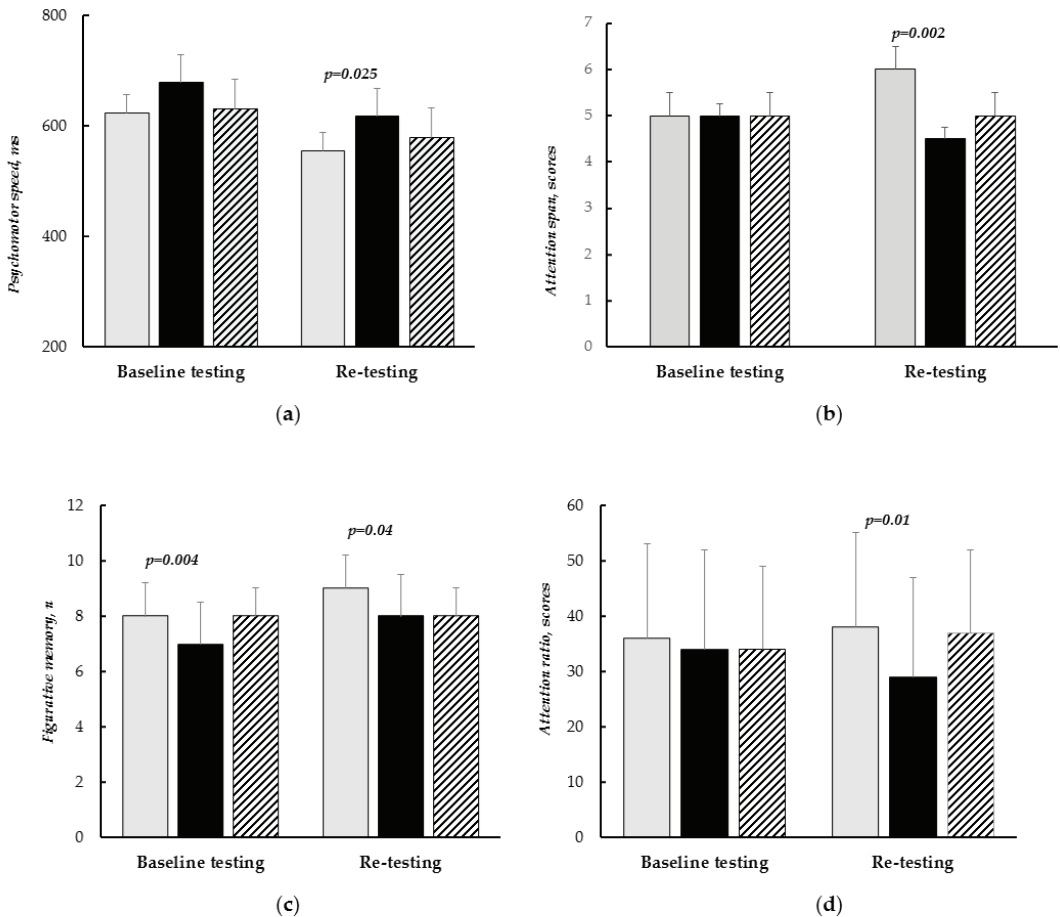 800
600
400
200
Psychomotor speed, ms
p=0.025
Baseline testing
Re-testing
(a)
7
6
5
4
3
2
1
0
Attention span, scores
p=0.002
Baseline testing
Re-testing
(b)
12
10
8
6
4
2
0
Figurative memory, n
p=0.004
p=0.04
Baseline testing
Re-testing
(c)
60
50
40
30
20
10
0
Attention ratio, scores
p=0.01
Baseline testing
Re-testing
(d)